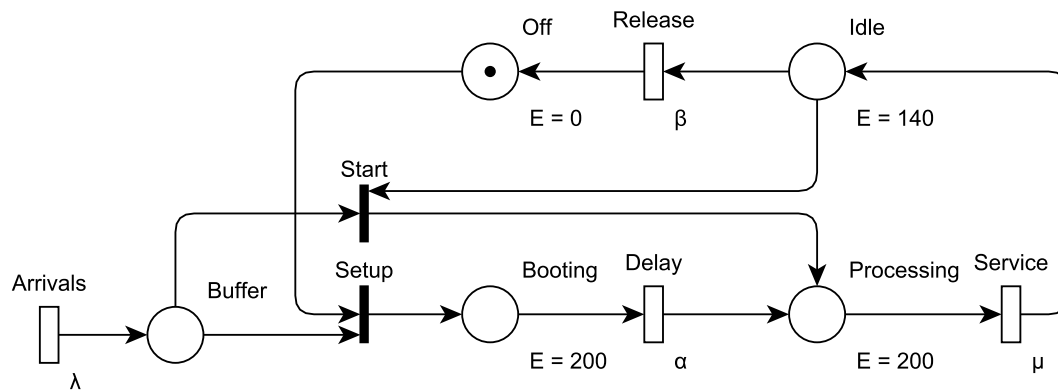 Off
Release
Idle
E = 0
β
E = 140
Start
Setup
Booting
Delay
Processing
Service
Arrivals
Buffer
E = 200
α
E = 200
μ
λ